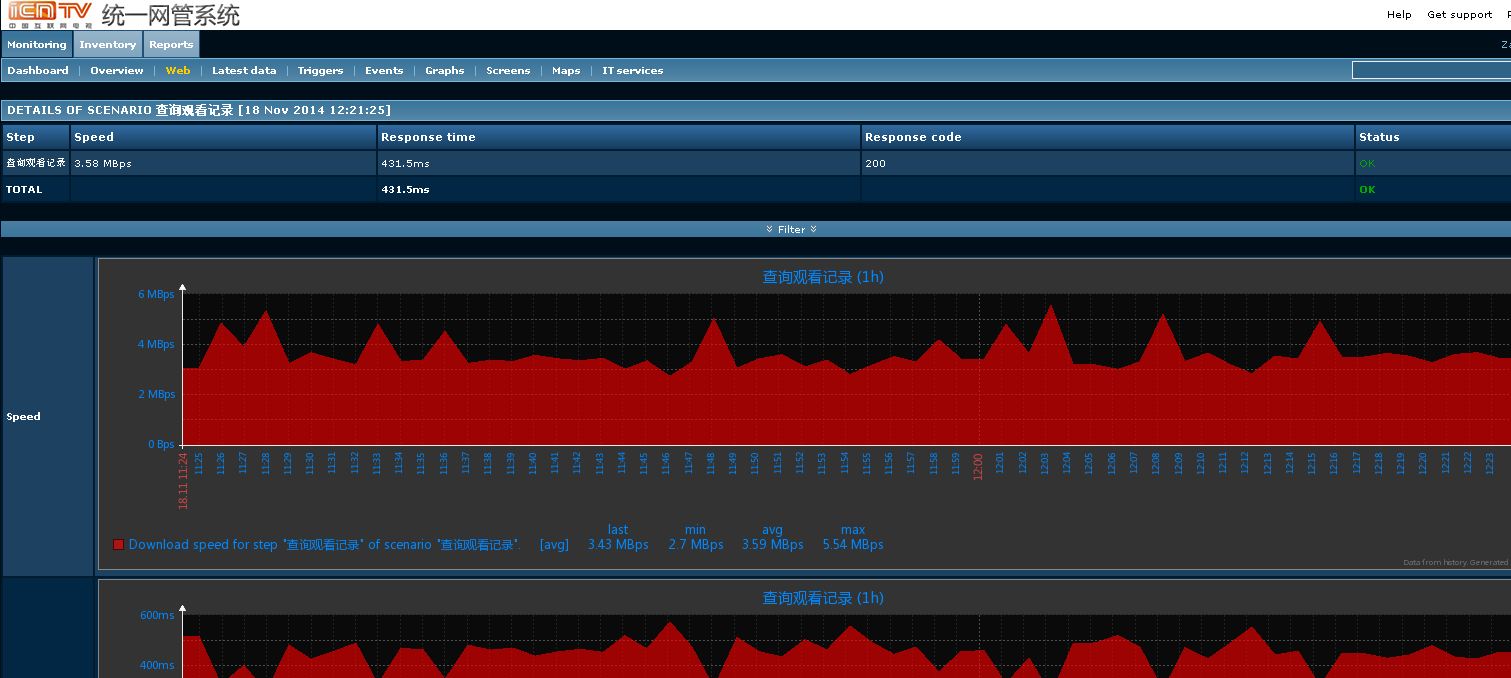 iCNTV 统一网管系统
中国互联网电视
Help Get support
Monitoring Inventory Reports
Dashboard Overview Web Latest data Triggers Events Graphs Screens Maps IT services
DETAILS OF SCENARIO 查询观看记录 [18 Nov 2014 12:21:25]
Step Speed Response time Response code Status
查询观看记录 3.58 MBps 431.5ms 200 OK
TOTAL 431.5ms OK
Filter
Speed
查询观看记录 (1h)
6 MBps
4 MBps
2 MBps
0 Bps
18.11 11:24 11:25 11:26 11:27 11:28 11:29 11:30 11:31 11:32 11:33 11:34 11:35 11:36 11:37 11:38 11:39 11:40 11:41 11:42 11:43 11:44 11:45 11:46 11:47 11:48 11:49 11:50 11:51 11:52 11:53 11:54 11:55 11:56 11:57 11:58 11:59 12:00 12:01 12:02 12:03 12:04 12:05 12:06 12:07 12:08 12:09 12:10 12:11 12:12 12:13 12:14 12:15 12:16 12:17 12:18 12:19 12:20 12:21 12:22 12:23
last min avg max
Download speed for step "查询观看记录" of scenario "查询观看记录". [avg] 3.43 MBps 2.7 MBps 3.59 MBps 5.54 MBps
Data from history. Generated
查询观看记录 (1h)
600ms
400ms